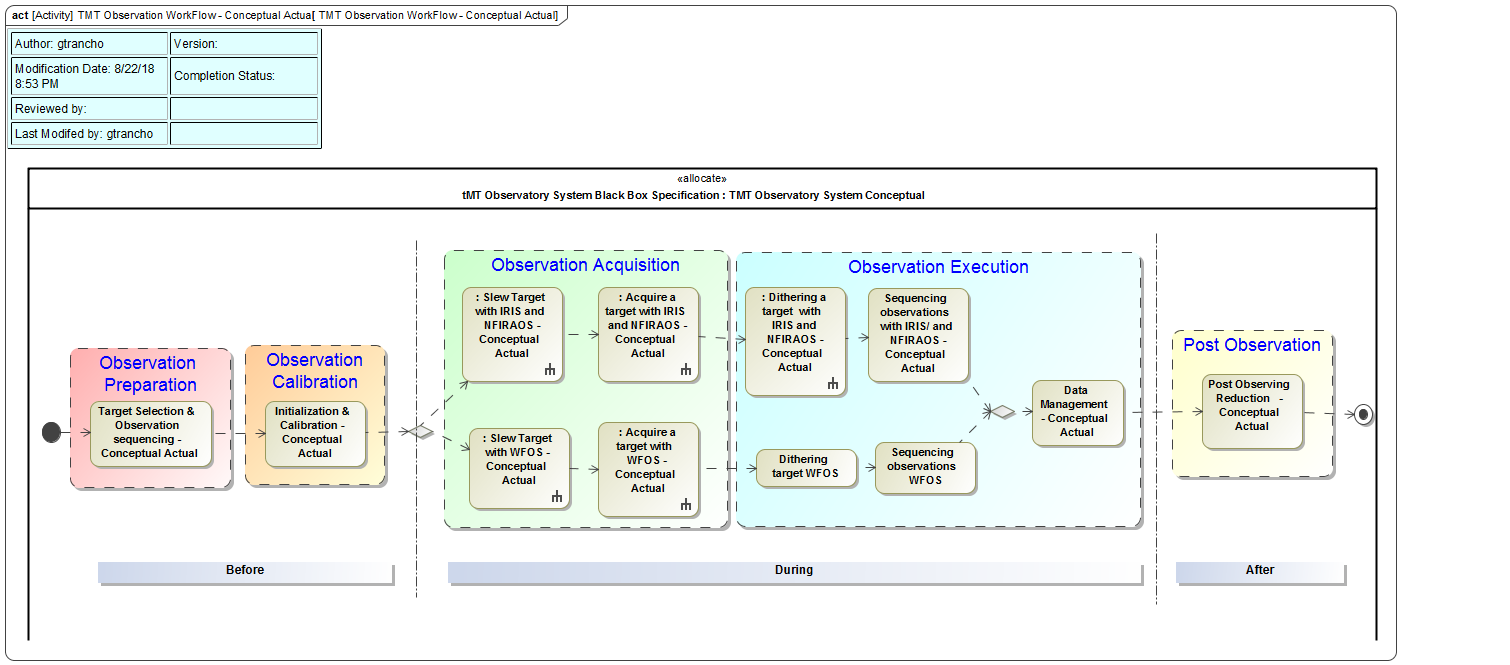 act [Activity] TMT Observation WorkFlow - Conceptual Actual[ TMT Observation WorkFlow - Conceptual Actual]
Author: gtrancho
Version:
Modification Date: 8/22/18
8:53 PM
Completion Status:
Reviewed by:
Last Modifed by: gtrancho
«allocate»
tMT Observatory System Black Box Specification : TMT Observatory System Conceptual
Observation
Preparation
Target Selection &
Observation
sequencing -
Conceptual Actual
Observation
Calibration
Initialization &
Calibration -
Conceptual
Actual
Observation Acquisition
: Slew Target
with IRIS and
NFIRAOS -
Conceptual
Actual
: Acquire a
target with IRIS
and NFIRAOS -
Conceptual
Actual
: Slew Target
with WFOS -
Conceptual
Actual
: Acquire a
target with
WFOS -
Conceptual
Actual
Observation Execution
: Dithering a
target with
IRIS and
NFIRAOS -
Conceptual
Actual
Sequencing
observations
with IRIS/ and
NFIRAOS -
Conceptual
Actual
Dithering
target WFOS
Sequencing
observations
WFOS
Data
Management
- Conceptual
Actual
Post Observation
Post Observing
Reduction -
Conceptual
Actual
Before
During
After